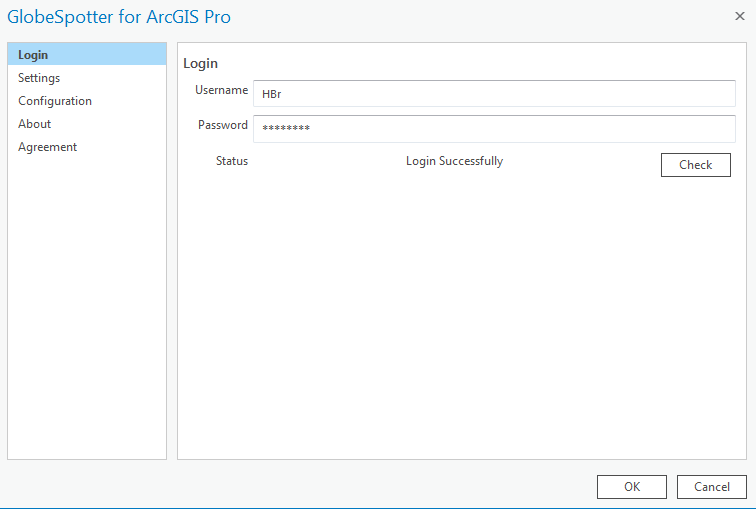 GlobeSpotter for ArcGIS Pro
Login
Settings
Configuration
About
Agreement
Login
Username HBr
Password ********
Status Login Successfully Check
OK Cancel